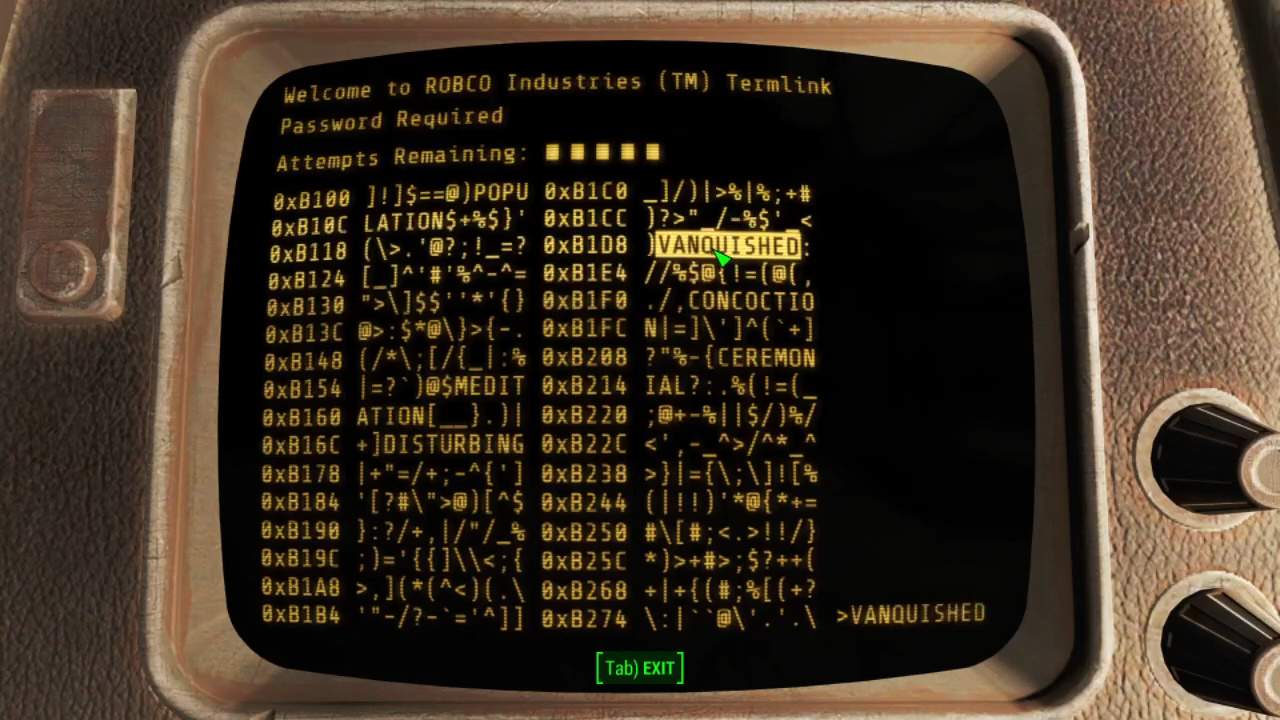 Welcome to ROBCO Industries (TM) Termlink
Password Required
Attempts Remaining: ■ ■ ■ ■ ■
0xB100 ]!]$==@)POPU 0xB1C0 _]/)|>%|%;+#
0xB10C LATION$+%$}' 0xB1CC )?>"_/-%$'_<
0xB118 (\>.'@?;!_=? 0xB1D8 )VANQUISHED:
0xB124 [_]^'#'%^-^= 0xB1E4 //%$@{!=(@(,
0xB130 ">\]$$''*'{} 0xB1F0 ./,CONCOCTIO
0xB13C @>:$*@\}>{-. 0xB1FC N|=]\']^(`+]
0xB148 (/*\;[/{_|:% 0xB208 ?"%-{CEREMON
0xB154 |=?`)@$MEDIT 0xB214 IAL?:.%(!=(_
0xB160 ATION[__}.)| 0xB220 ;@+-%||$/)%/
0xB16C +]DISTURBING 0xB22C <',-_^>/^*_^
0xB178 |+"=/+;-^{'] 0xB238 >}|={\;\]![%
0xB184 '[?#\">@)[^$ 0xB244 (|!!)'*@{*+=
0xB190 }:?/+,|/"/_% 0xB250 #\[#;<.>!!/}
0xB19C ;)='{{]\\<;{ 0xB25C *)>+#>;$?++(
0xB1A8 >,](*(^<)(.\ 0xB268 +|+{(#;%[(+?
0xB1B4 '"-/?-`='^]] 0xB274 \:|``@\'.'.\ >VANQUISHED
Tab) EXIT